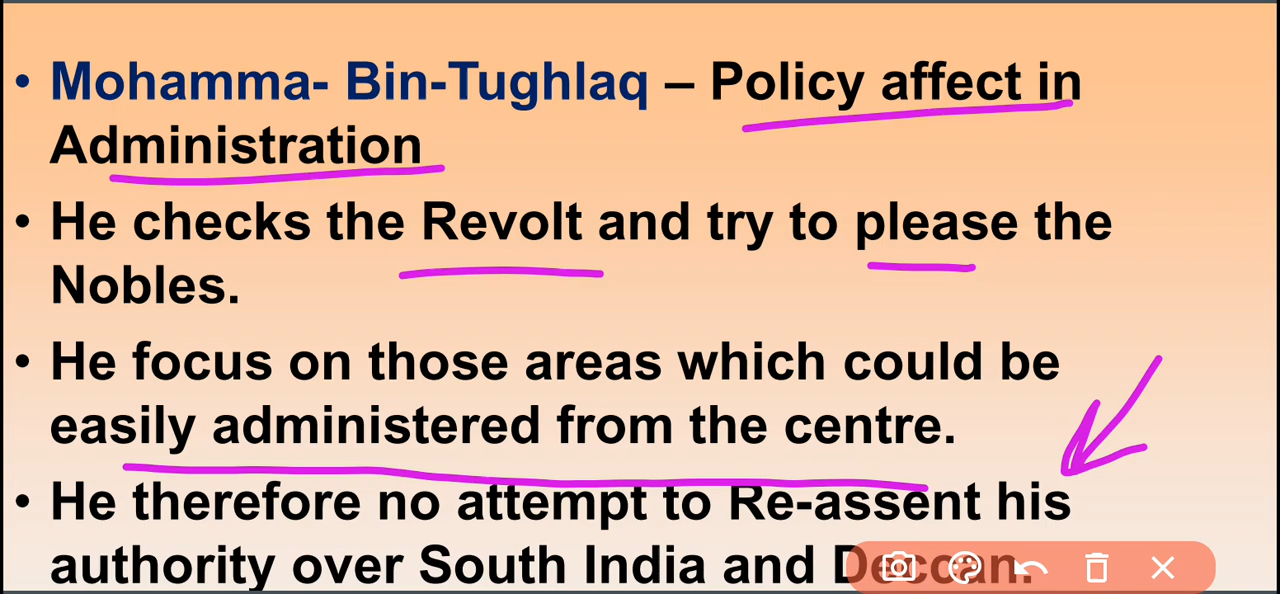 • Mohamma- Bin-Tughlaq – Policy affect in
Administration
• He checks the Revolt and try to please the
Nobles.
• He focus on those areas which could be
easily administered from the centre.
• He therefore no attempt to Re-assent his
authority over South India and Deccan.